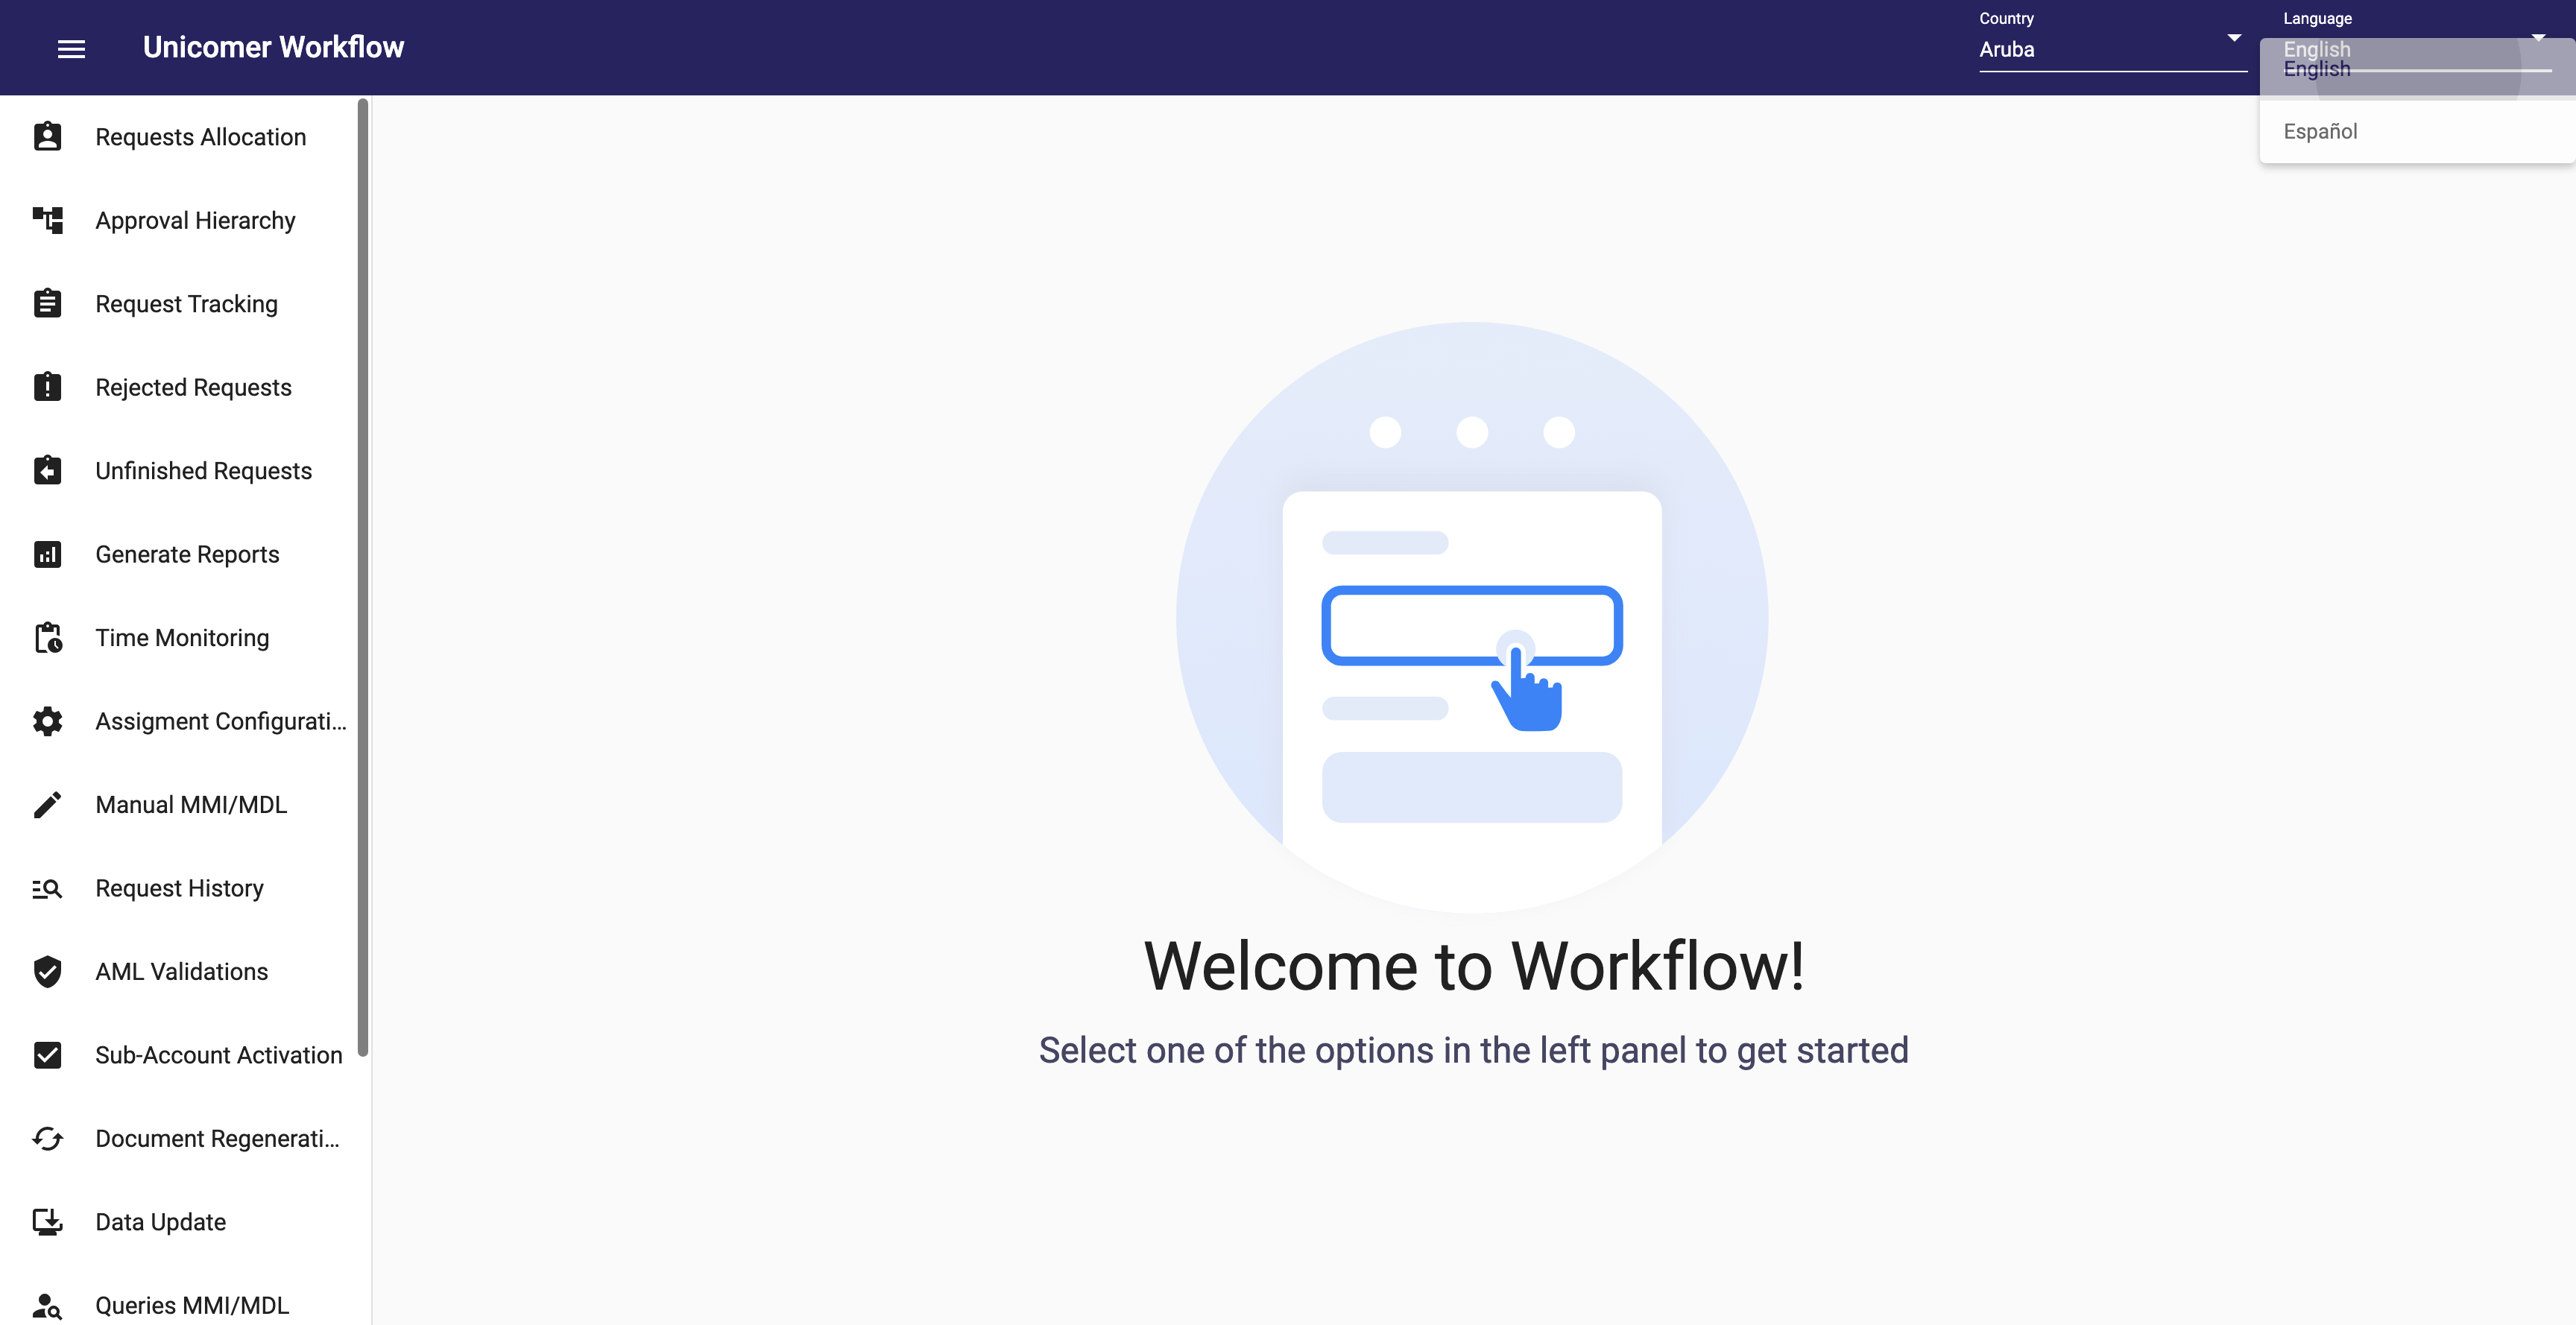 Unicomer Workflow
Country
Aruba
Language
English
English
Español
Requests Allocation
Approval Hierarchy
Request Tracking
Rejected Requests
Unfinished Requests
Generate Reports
Time Monitoring
Assigment Configurati...
Manual MMI/MDL
Request History
AML Validations
Sub-Account Activation
Document Regenerati...
Data Update
Queries MMI/MDL
Welcome to Workflow!
Select one of the options in the left panel to get started